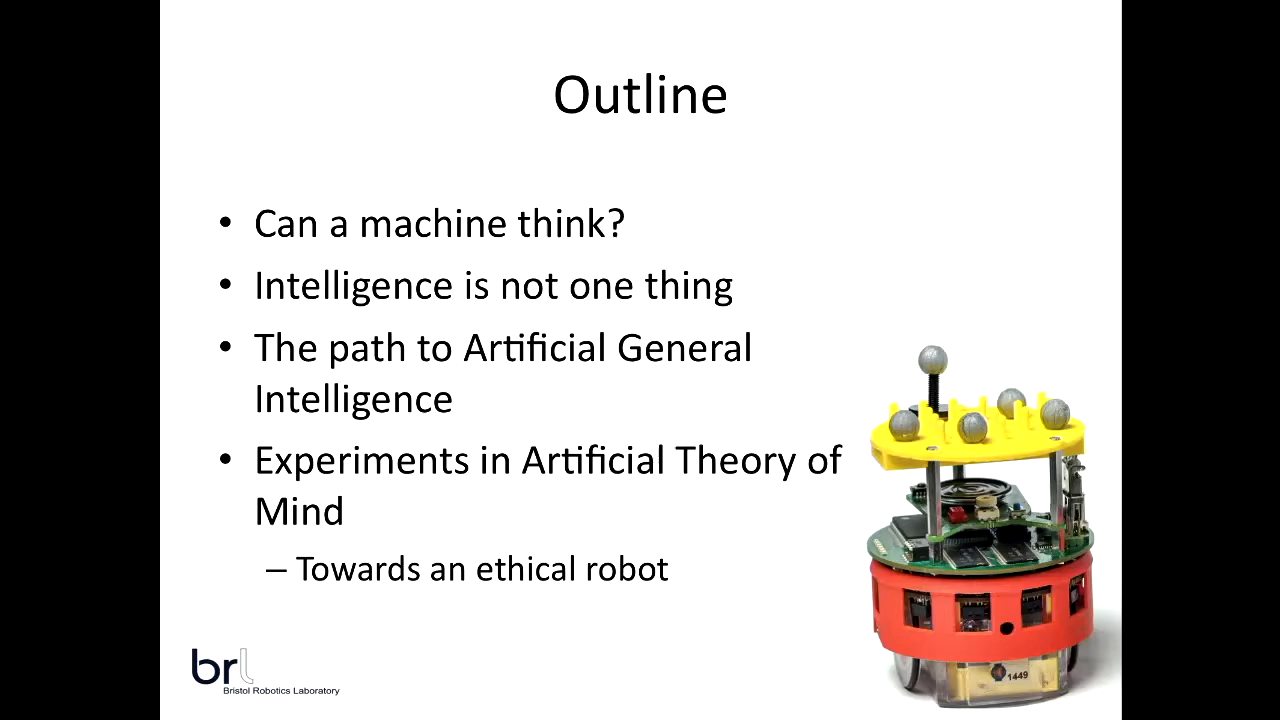 Outline
• Can a machine think?
• Intelligence is not one thing
• The path to Artificial General
Intelligence
• Experiments in Artificial Theory of
Mind
– Towards an ethical robot
brl
Bristol Robotics Laboratory
1449